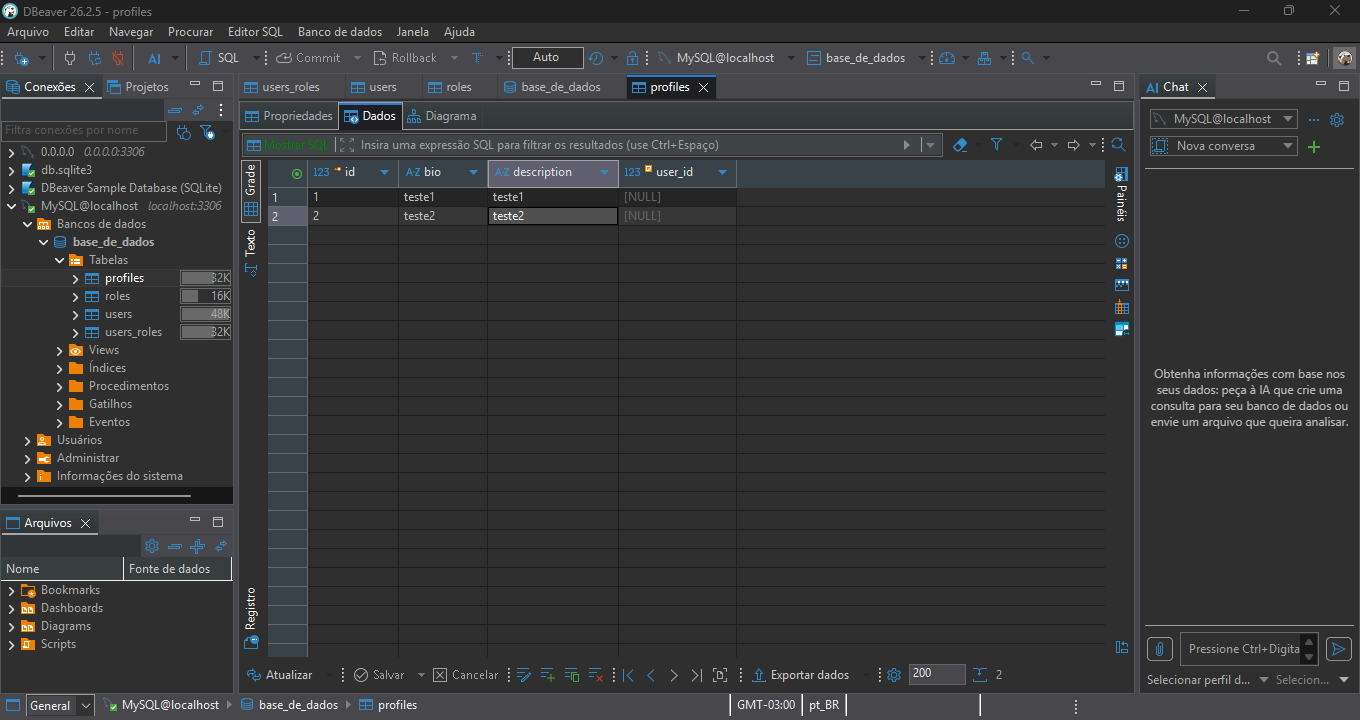 DBeaver 26.2.5 - profiles
Arquivo Editar Navegar Procurar Editor SQL Banco de dados Janela Ajuda
AI SQL Commit Rollback T Auto MySQL@localhost base_de_dados
Conexões Projetos
Filtra conexões por nome
0.0.0.0 0.0.0.0:3306
db.sqlite3
DBeaver Sample Database (SQLite)
MySQL@localhost localhost:3306
Bancos de dados
base_de_dados
Tabelas
profiles 32K
roles 16K
users 48K
users_roles 32K
Views
Índices
Procedimentos
Gatilhos
Eventos
Usuários
Administrar
Informações do sistema
Arquivos
Nome Fonte de dados
Bookmarks
Dashboards
Diagrams
Scripts
users_roles users roles base_de_dados profiles
Propriedades Dados Diagrama
Mostrar SQL Insira uma expressão SQL para filtrar os resultados (use Ctrl+Espaço)
Grade
Texto
Registro
123 id A-Z bio A-Z description 123 user_id
1 1 teste1 teste1 [NULL]
2 2 teste2 teste2 [NULL]
Painéis
Atualizar Salvar Cancelar Exportar dados 200 2
AI Chat
MySQL@localhost
Nova conversa
Obtenha informações com base nos
seus dados: peça à IA que crie uma
consulta para seu banco de dados ou
envie um arquivo que queira analisar.
Pressione Ctrl+Digita
Selecionar perfil d... Selecion...
General MySQL@localhost base_de_dados profiles
GMT-03:00 pt_BR